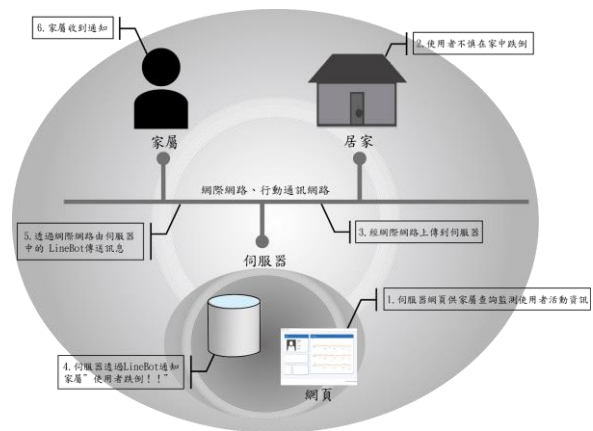 6.家屬收到通知
2.使用者不慎在家中跌倒
家屬
居家
網際網路、行動通訊網路
5.透過網際網路由伺服器
中的 LineBot傳送訊息
3.經網際網路上傳到伺服器
伺服器
1.伺服器網頁供家屬查詢監測使用者活動資訊
4.伺服器透過LineBot通知
家屬”使用者跌倒！！”
網頁